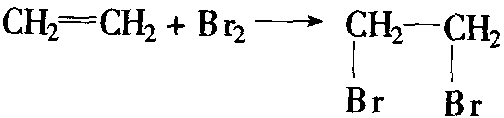 CH₂=CH₂ + Br₂ ⟶ CH₂—CH₂
Br Br